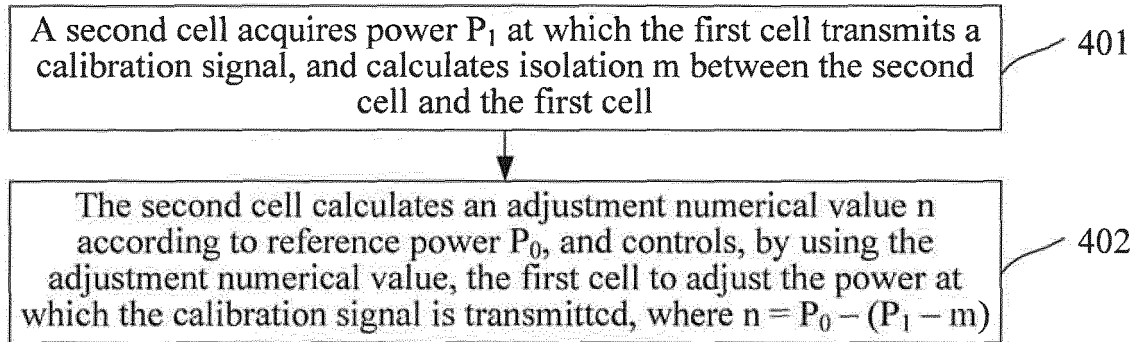 A second cell acquires power P₁ at which the first cell transmits a
calibration signal, and calculates isolation m between the second
cell and the first cell
401
The second cell calculates an adjustment numerical value n
according to reference power P₀, and controls, by using the
adjustment numerical value, the first cell to adjust the power at
which the calibration signal is transmitted, where n = P₀ – (P₁ – m)
402